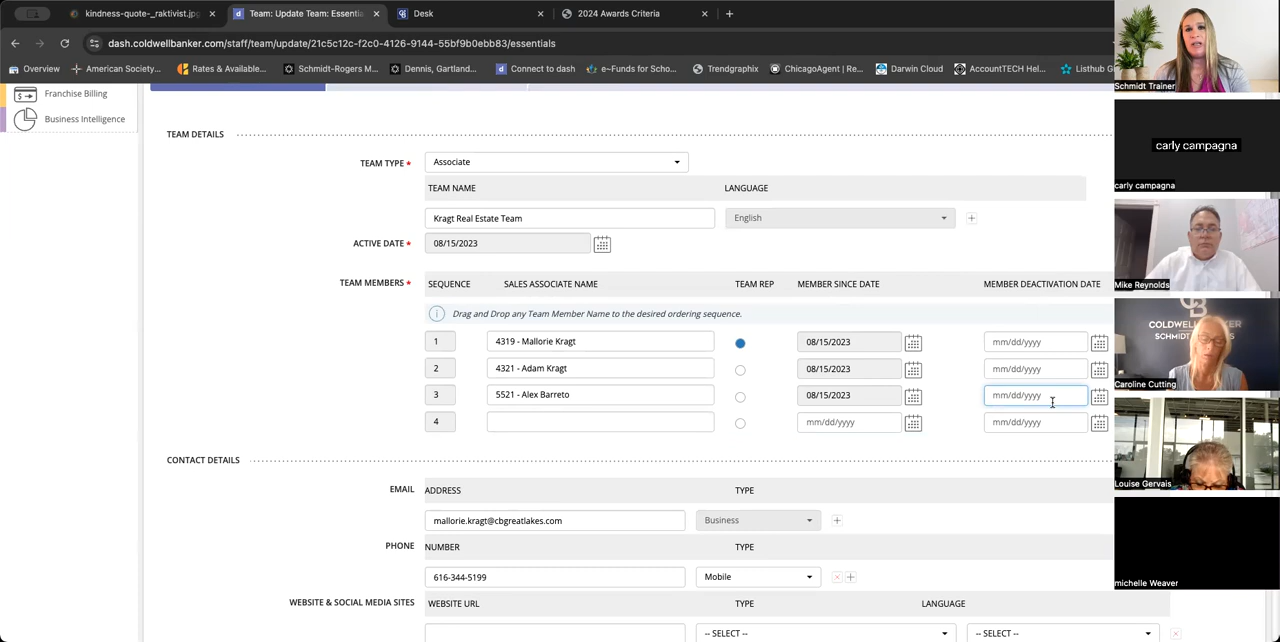 kindness-quote-_raktivist.jpg
Team: Update Team: Essentia
Desk
2024 Awards Criteria
dash.coldwellbanker.com/staff/team/update/21c5c12c-f2c0-4126-9144-55bf9b0ebb83/essentials
Overview
American Society...
Rates & Available...
Schmidt-Rogers M...
Dennis, Gartland...
Connect to dash
e~Funds for Scho...
Trendgraphix
ChicagoAgent | Re...
Darwin Cloud
AccountTECH Hel...
Listhub G
Franchise Billing
Business Intelligence
TEAM DETAILS
TEAM TYPE *
Associate
TEAM NAME
LANGUAGE
Kragt Real Estate Team
English
ACTIVE DATE *
08/15/2023
TEAM MEMBERS *
SEQUENCE
SALES ASSOCIATE NAME
TEAM REP
MEMBER SINCE DATE
MEMBER DEACTIVATION DATE
Drag and Drop any Team Member Name to the desired ordering sequence.
1
4319 - Mallorie Kragt
08/15/2023
mm/dd/yyyy
2
4321 - Adam Kragt
08/15/2023
mm/dd/yyyy
3
5521 - Alex Barreto
08/15/2023
mm/dd/yyyy
4
mm/dd/yyyy
mm/dd/yyyy
CONTACT DETAILS
EMAIL
ADDRESS
TYPE
mallorie.kragt@cbgreatlakes.com
Business
PHONE
NUMBER
TYPE
616-344-5199
Mobile
WEBSITE & SOCIAL MEDIA SITES
WEBSITE URL
TYPE
LANGUAGE
-- SELECT --
-- SELECT --
Schmidt Trainer
carly campagna
carly campagna
Mike Reynolds
COLDWELL BANKER
SCHMIDT
Caroline Cutting
Louise Gervais
michelle Weaver